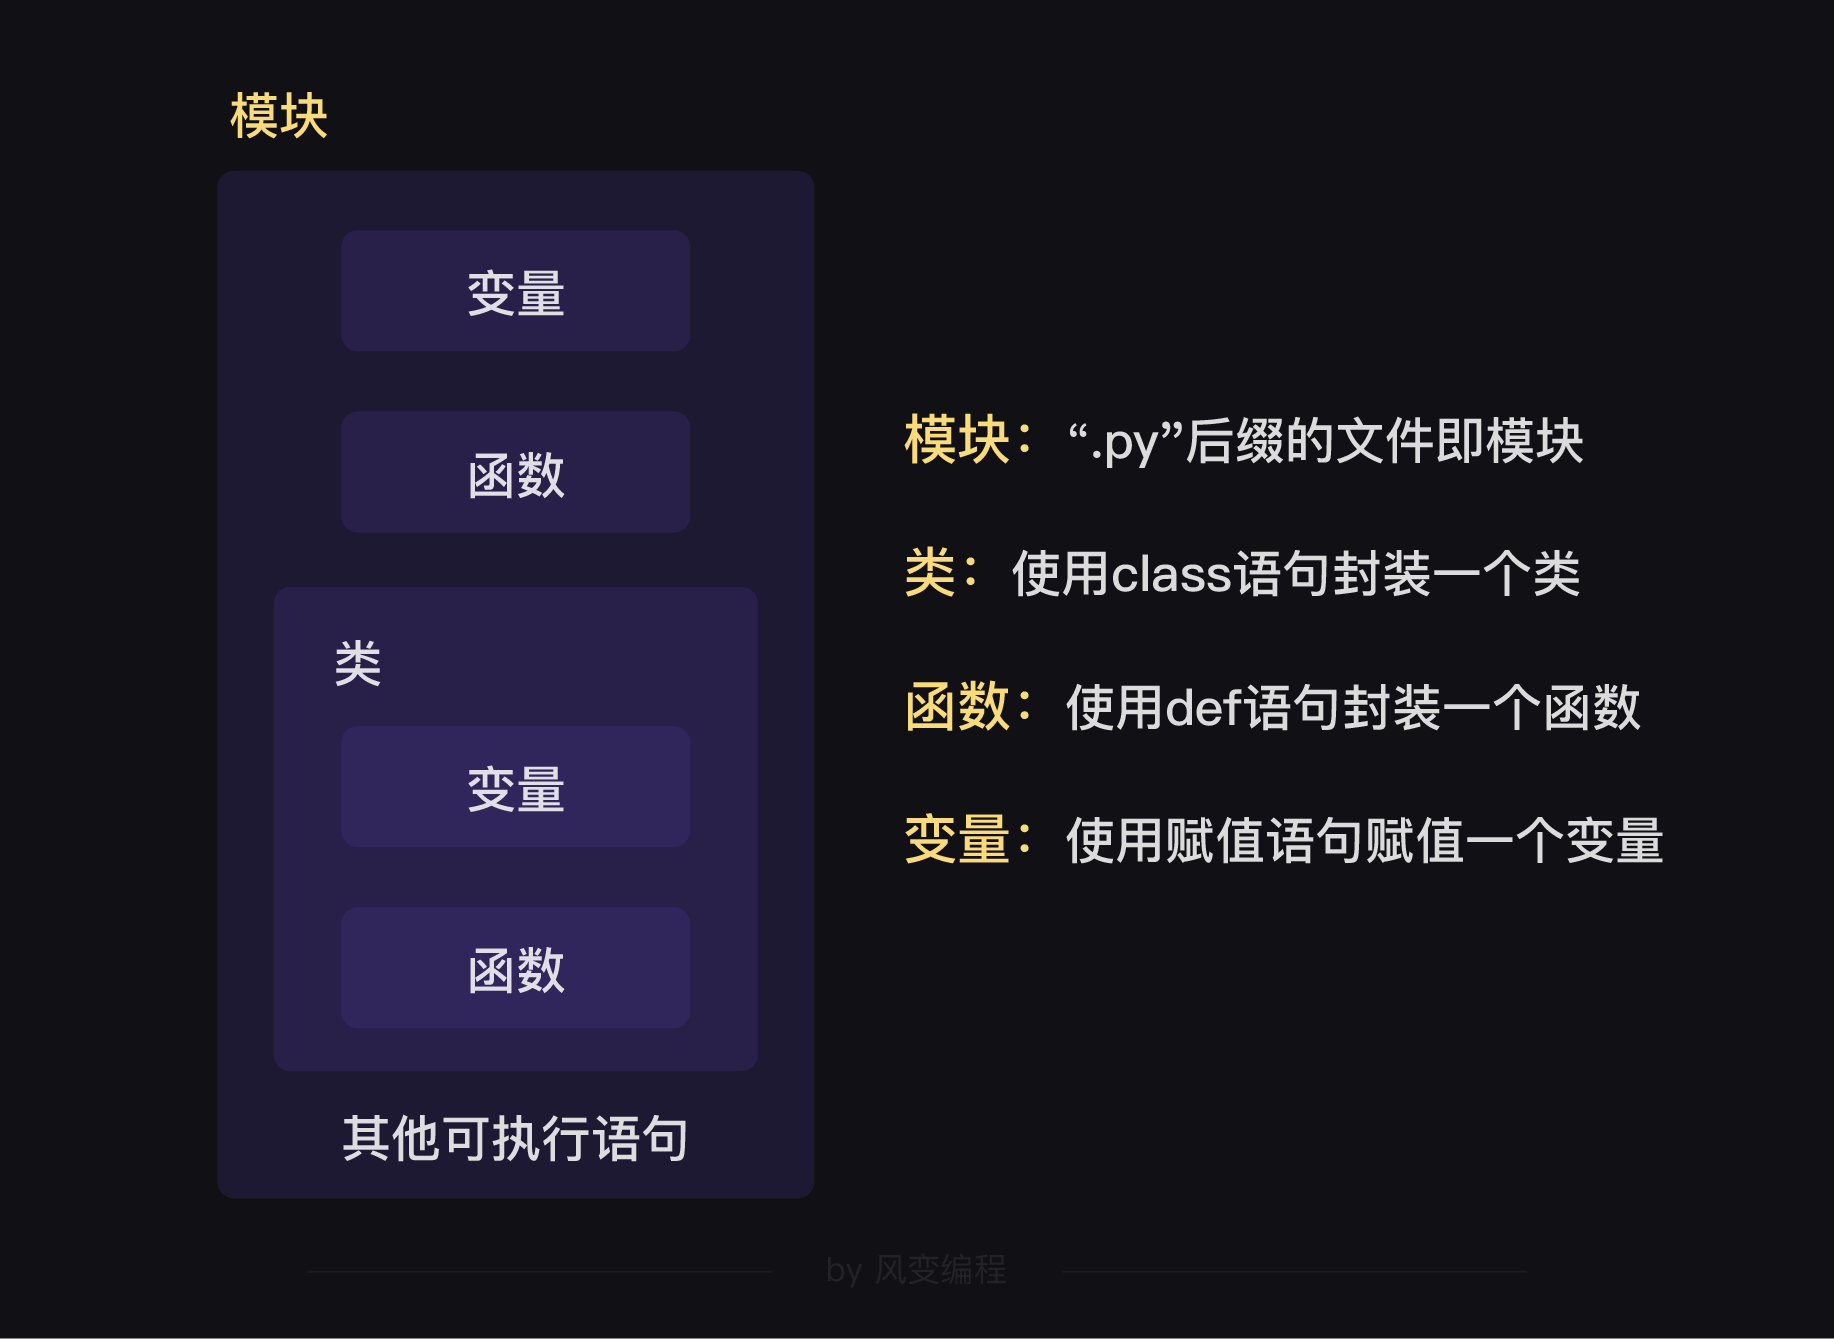 模块
变量
函数
类
变量
函数
其他可执行语句
模块：“.py”后缀的文件即模块
类：使用class语句封装一个类
函数：使用def语句封装一个函数
变量：使用赋值语句赋值一个变量
by 风变编程